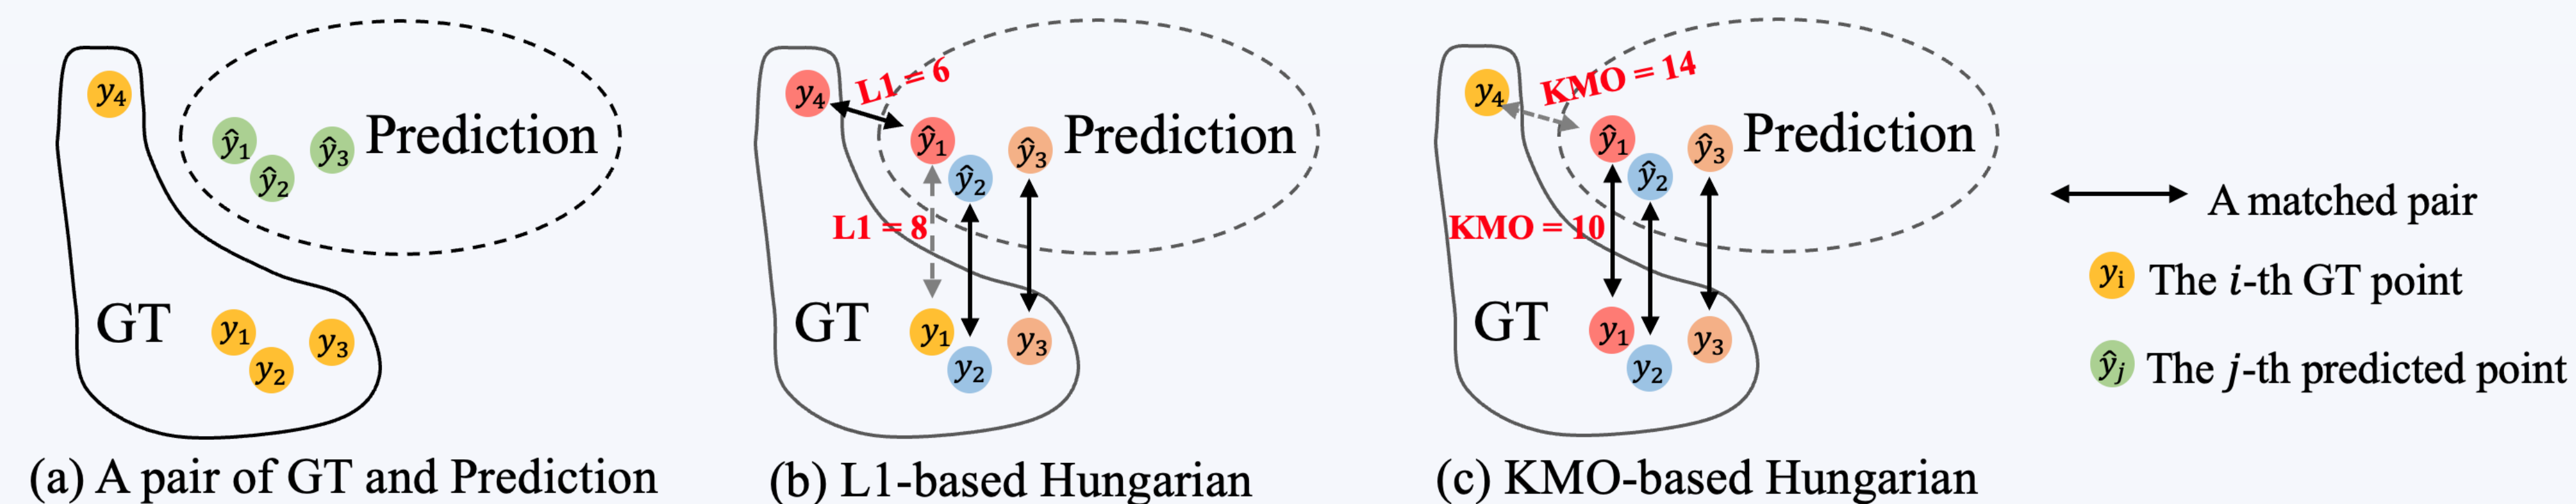 y₄
ŷ₁
ŷ₂
ŷ₃
Prediction
GT
y₁
y₂
y₃
(a) A pair of GT and Prediction
y₄
L1 = 6
ŷ₁
ŷ₂
ŷ₃
Prediction
L1 = 8
GT
y₁
y₂
y₃
(b) L1-based Hungarian
y₄
KMO = 14
ŷ₁
ŷ₂
ŷ₃
Prediction
KMO = 10
GT
y₁
y₂
y₃
(c) KMO-based Hungarian
A matched pair
yᵢ The i-th GT point
ŷⱼ The j-th predicted point